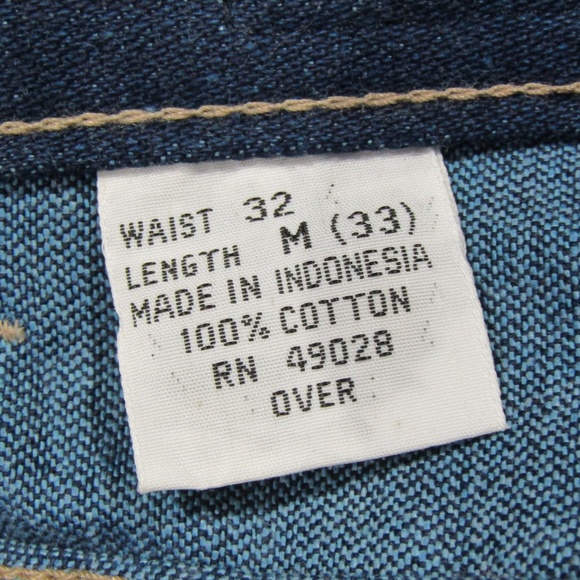 WAIST 32
LENGTH M (33)
MADE IN INDONESIA
100% COTTON
RN 49028
OVER